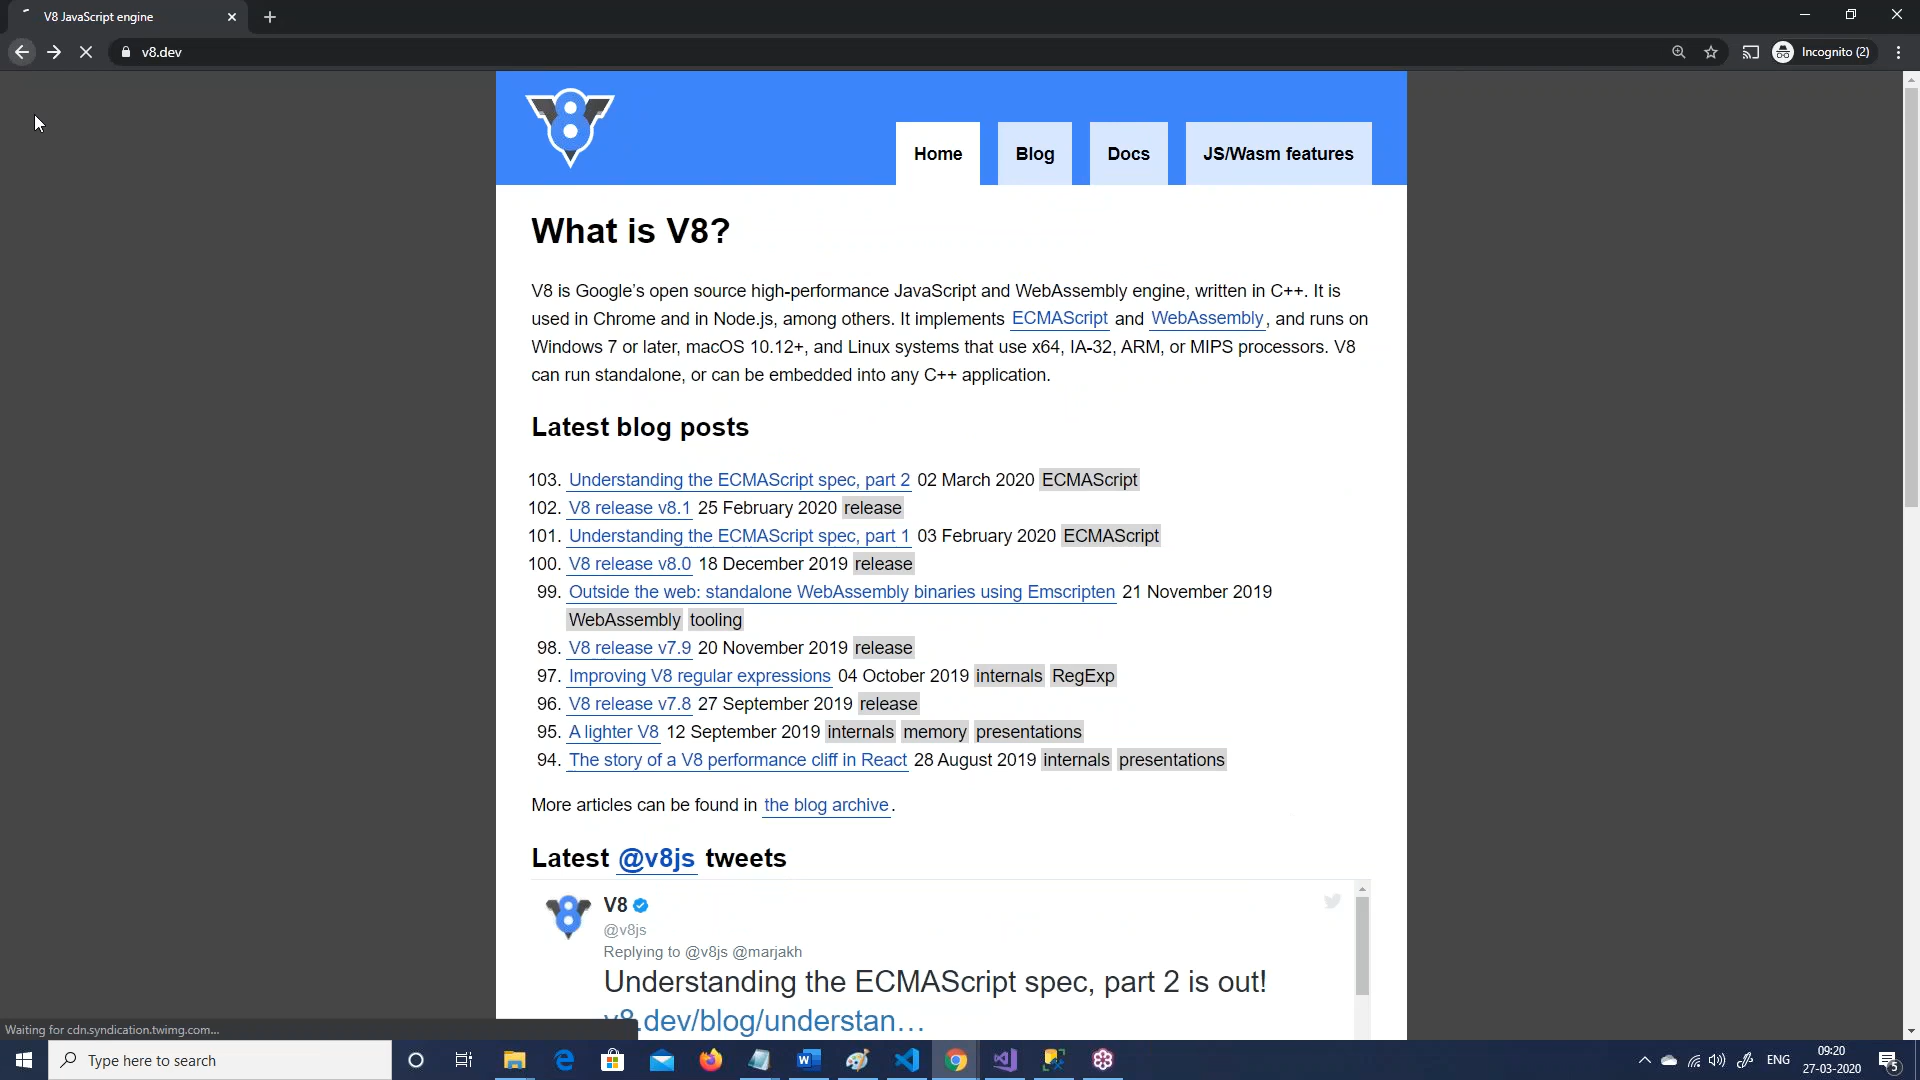 V8 JavaScript engine
v8.dev
Incognito (2)
Home
Blog
Docs
JS/Wasm features
What is V8?
V8 is Google’s open source high-performance JavaScript and WebAssembly engine, written in C++. It is
used in Chrome and in Node.js, among others. It implements ECMAScript and WebAssembly, and runs on
Windows 7 or later, macOS 10.12+, and Linux systems that use x64, IA-32, ARM, or MIPS processors. V8
can run standalone, or can be embedded into any C++ application.
Latest blog posts
103. Understanding the ECMAScript spec, part 2 02 March 2020 ECMAScript
102. V8 release v8.1 25 February 2020 release
101. Understanding the ECMAScript spec, part 1 03 February 2020 ECMAScript
100. V8 release v8.0 18 December 2019 release
99. Outside the web: standalone WebAssembly binaries using Emscripten 21 November 2019
WebAssembly tooling
98. V8 release v7.9 20 November 2019 release
97. Improving V8 regular expressions 04 October 2019 internals RegExp
96. V8 release v7.8 27 September 2019 release
95. A lighter V8 12 September 2019 internals memory presentations
94. The story of a V8 performance cliff in React 28 August 2019 internals presentations
More articles can be found in the blog archive.
Latest @v8js tweets
V8
@v8js
Replying to @v8js @marjakh
Understanding the ECMAScript spec, part 2 is out!
v8.dev/blog/understan…
Waiting for cdn.syndication.twimg.com...
Type here to search
ENG
09:20
27-03-2020
5